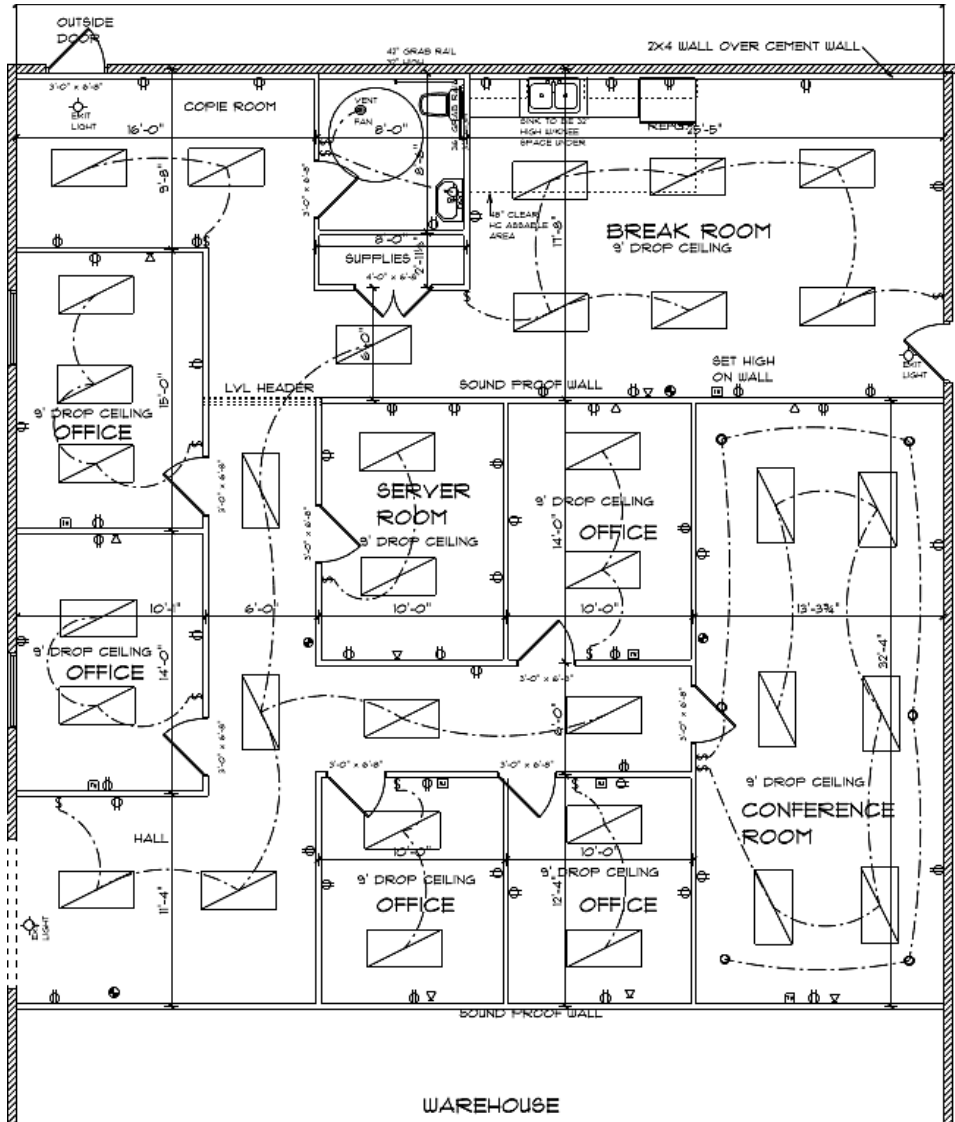 OUTSIDE
DOOR
42" GRAB RAIL
2X4 WALL OVER CEMENT WALL
3'-0" x 6'-8"
EXIT
LIGHT
COPIE ROOM
VENT
FAN
GRAB RAIL
SINK TO BE 32"
HIGH W/KNEE
SPACE UNDER
16'-0"
8'-0"
25'-5"
9'-8"
3'-0" x 6'-8"
48" CLEAR
AREA
11'-8"
BREAK ROOM
9' DROP CEILING
8'-0"
SUPPLIES
4'-0" x 6'-8"
6'-0"
EXIT
LIGHT
SET HIGH
ON WALL
LVL HEADER
SOUND PROOF WALL
15'-0"
9' DROP CEILING
OFFICE
3'-0" x 6'-8"
SERVER
ROOM
9' DROP CEILING
3'-0" x 6'-8"
14'-0"
9' DROP CEILING
OFFICE
10'-1"
6'-0"
10'-0"
10'-0"
13'-3¾"
9' DROP CEILING
OFFICE
14'-0"
32'-4"
3'-0" x 6'-8"
3'-0" x 6'-8"
3'-0" x 6'-8"
3'-0" x 6'-8"
3'-0" x 6'-8"
9' DROP CEILING
CONFERENCE
ROOM
HALL
11'-4"
EXIT
LIGHT
10'-0"
9' DROP CEILING
OFFICE
10'-0"
9' DROP CEILING
12'-4"
OFFICE
SOUND PROOF WALL
WAREHOUSE